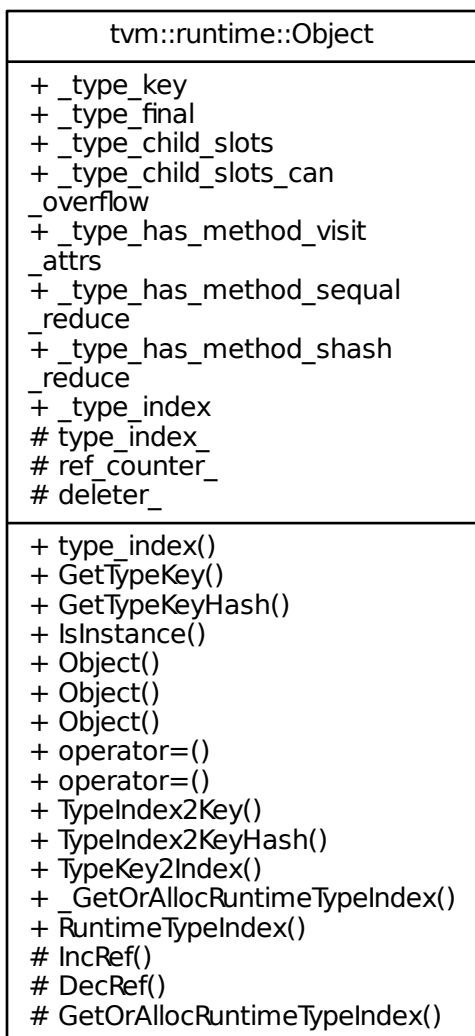 tvm::runtime::Object
+ _type_key
+ _type_final
+ _type_child_slots
+ _type_child_slots_can
_overflow
+ _type_has_method_visit
_attrs
+ _type_has_method_sequal
_reduce
+ _type_has_method_shash
_reduce
+ _type_index
# type_index_
# ref_counter_
# deleter_
+ type_index()
+ GetTypeKey()
+ GetTypeKeyHash()
+ IsInstance()
+ Object()
+ Object()
+ Object()
+ operator=()
+ operator=()
+ TypeIndex2Key()
+ TypeIndex2KeyHash()
+ TypeKey2Index()
+ _GetOrAllocRuntimeTypeIndex()
+ RuntimeTypeIndex()
# IncRef()
# DecRef()
# GetOrAllocRuntimeTypeIndex()